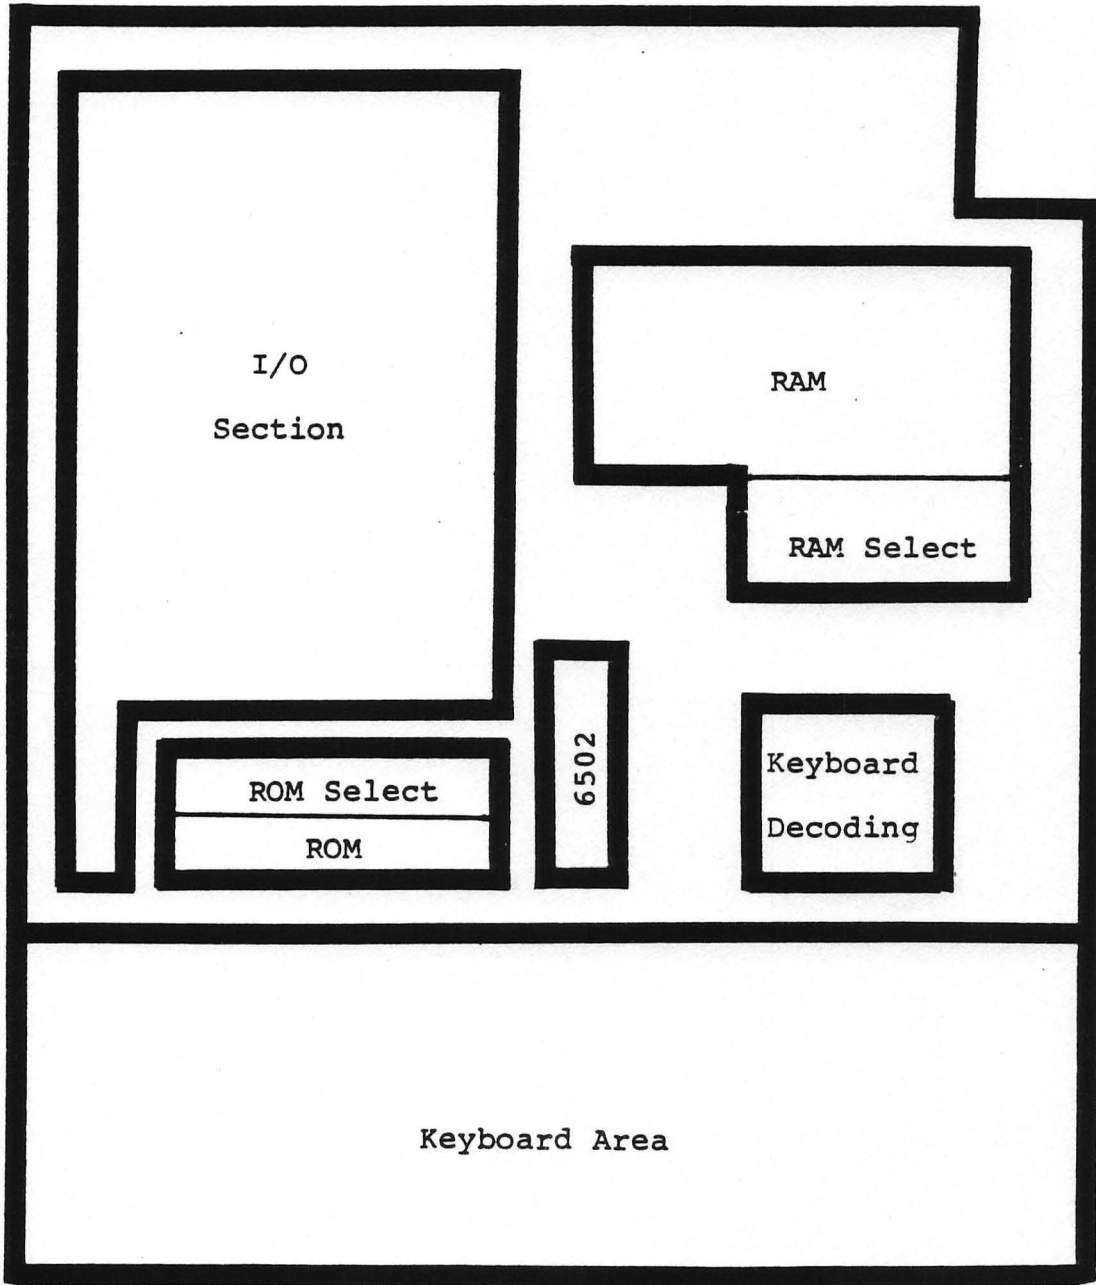 I/O
Section
RAM
RAM Select
6502
Keyboard
Decoding
ROM Select
ROM
Keyboard Area